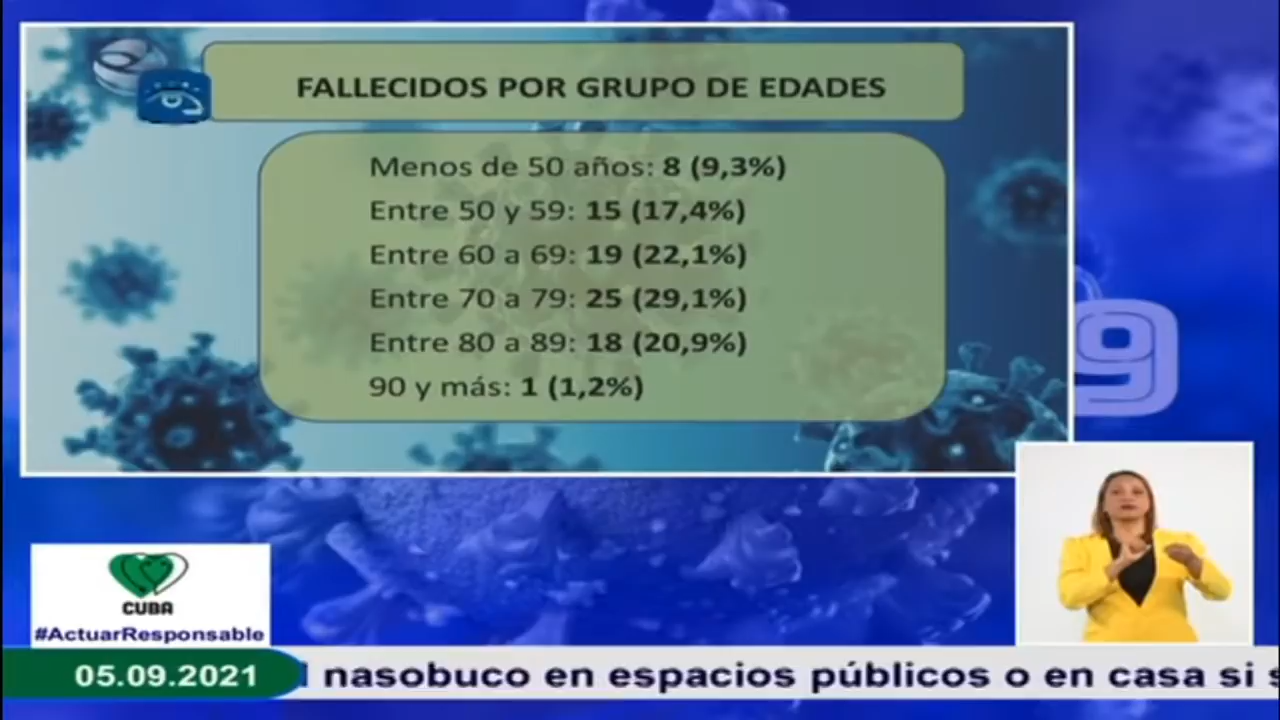 FALLECIDOS POR GRUPO DE EDADES
Menos de 50 años: 8 (9,3%)
Entre 50 y 59: 15 (17,4%)
Entre 60 a 69: 19 (22,1%)
Entre 70 a 79: 25 (29,1%)
Entre 80 a 89: 18 (20,9%)
90 y más: 1 (1,2%)
9
CUBA
#ActuarResponsable
05.09.2021
nasobuco en espacios públicos o en casa si